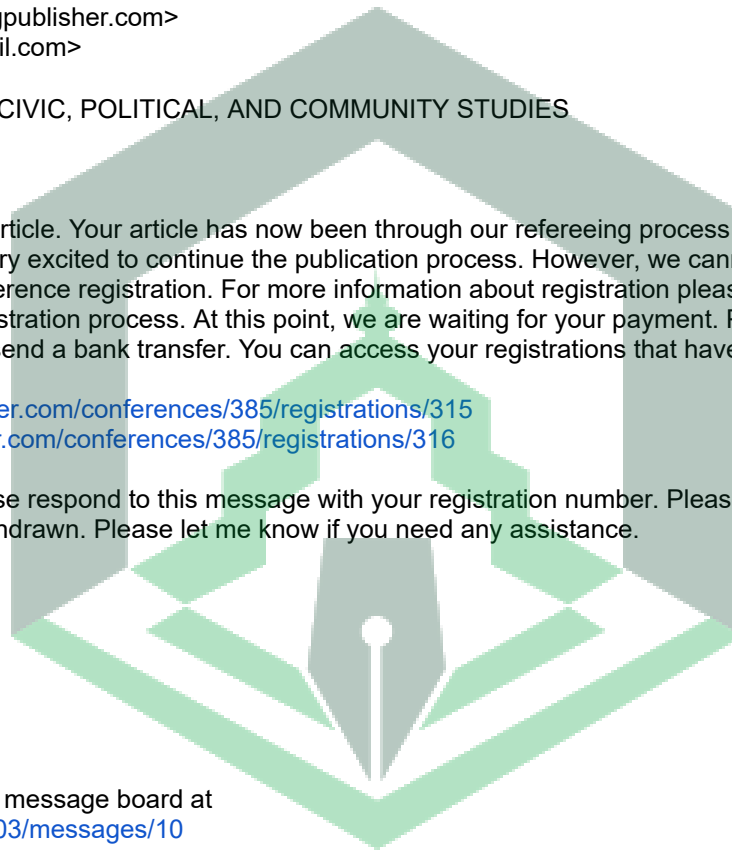 gpublisher.com>
il.com>
CIVIC, POLITICAL, AND COMMUNITY STUDIES
rticle. Your article has now been through our refereeing process
ry excited to continue the publication process. However, we can
erence registration. For more information about registration pleas
istration process. At this point, we are waiting for your payment. P
send a bank transfer. You can access your registrations that have
er.com/conferences/385/registrations/315
r.com/conferences/385/registrations/316
se respond to this message with your registration number. Pleas
hdrawn. Please let me know if you need any assistance.
message board at
03/messages/10